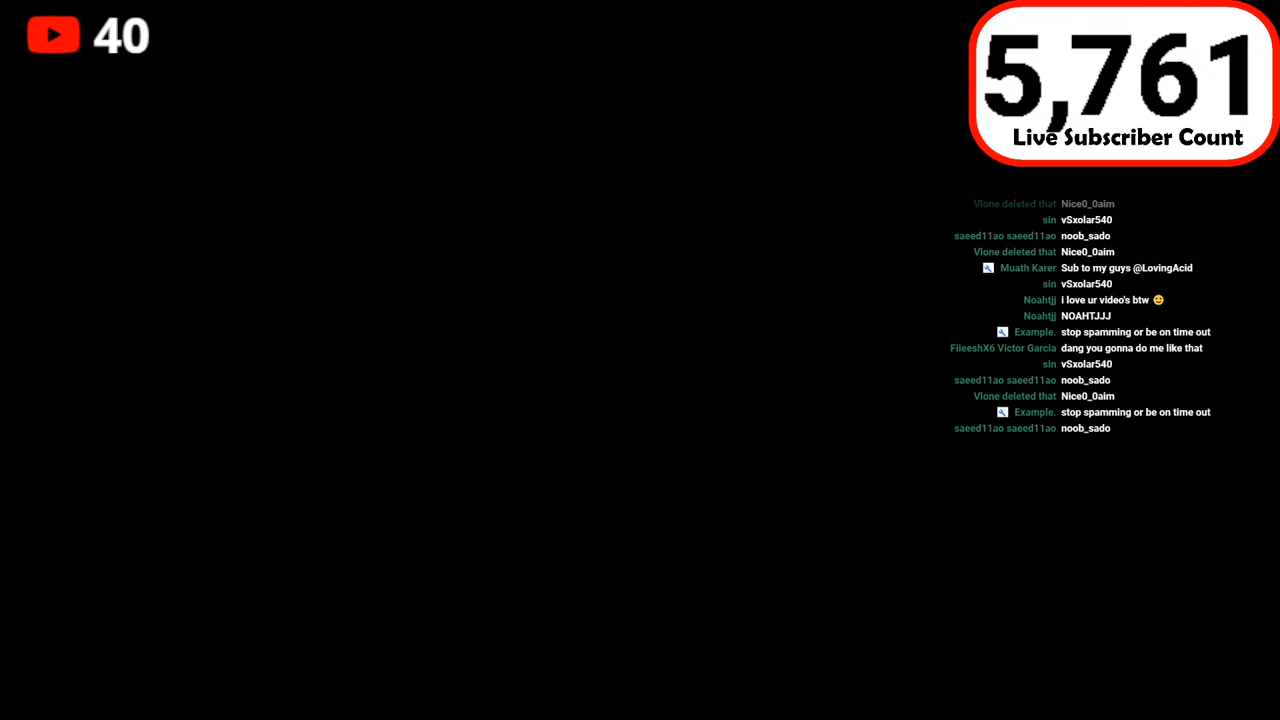 40
5,761
Live Subscriber Count
Vlone deleted that Nice0_0aim
sin vSxolar540
saeed11ao saeed11ao noob_sado
Vlone deleted that Nice0_0aim
Muath Karer Sub to my guys @LovingAcid
sin vSxolar540
Noahtjj i love ur video's btw 😃
Noahtjj NOAHTJJJ
Example. stop spamming or be on time out
FiieeshX6 Victor Garcia dang you gonna do me like that
sin vSxolar540
saeed11ao saeed11ao noob_sado
Vlone deleted that Nice0_0aim
Example. stop spamming or be on time out
saeed11ao saeed11ao noob_sado